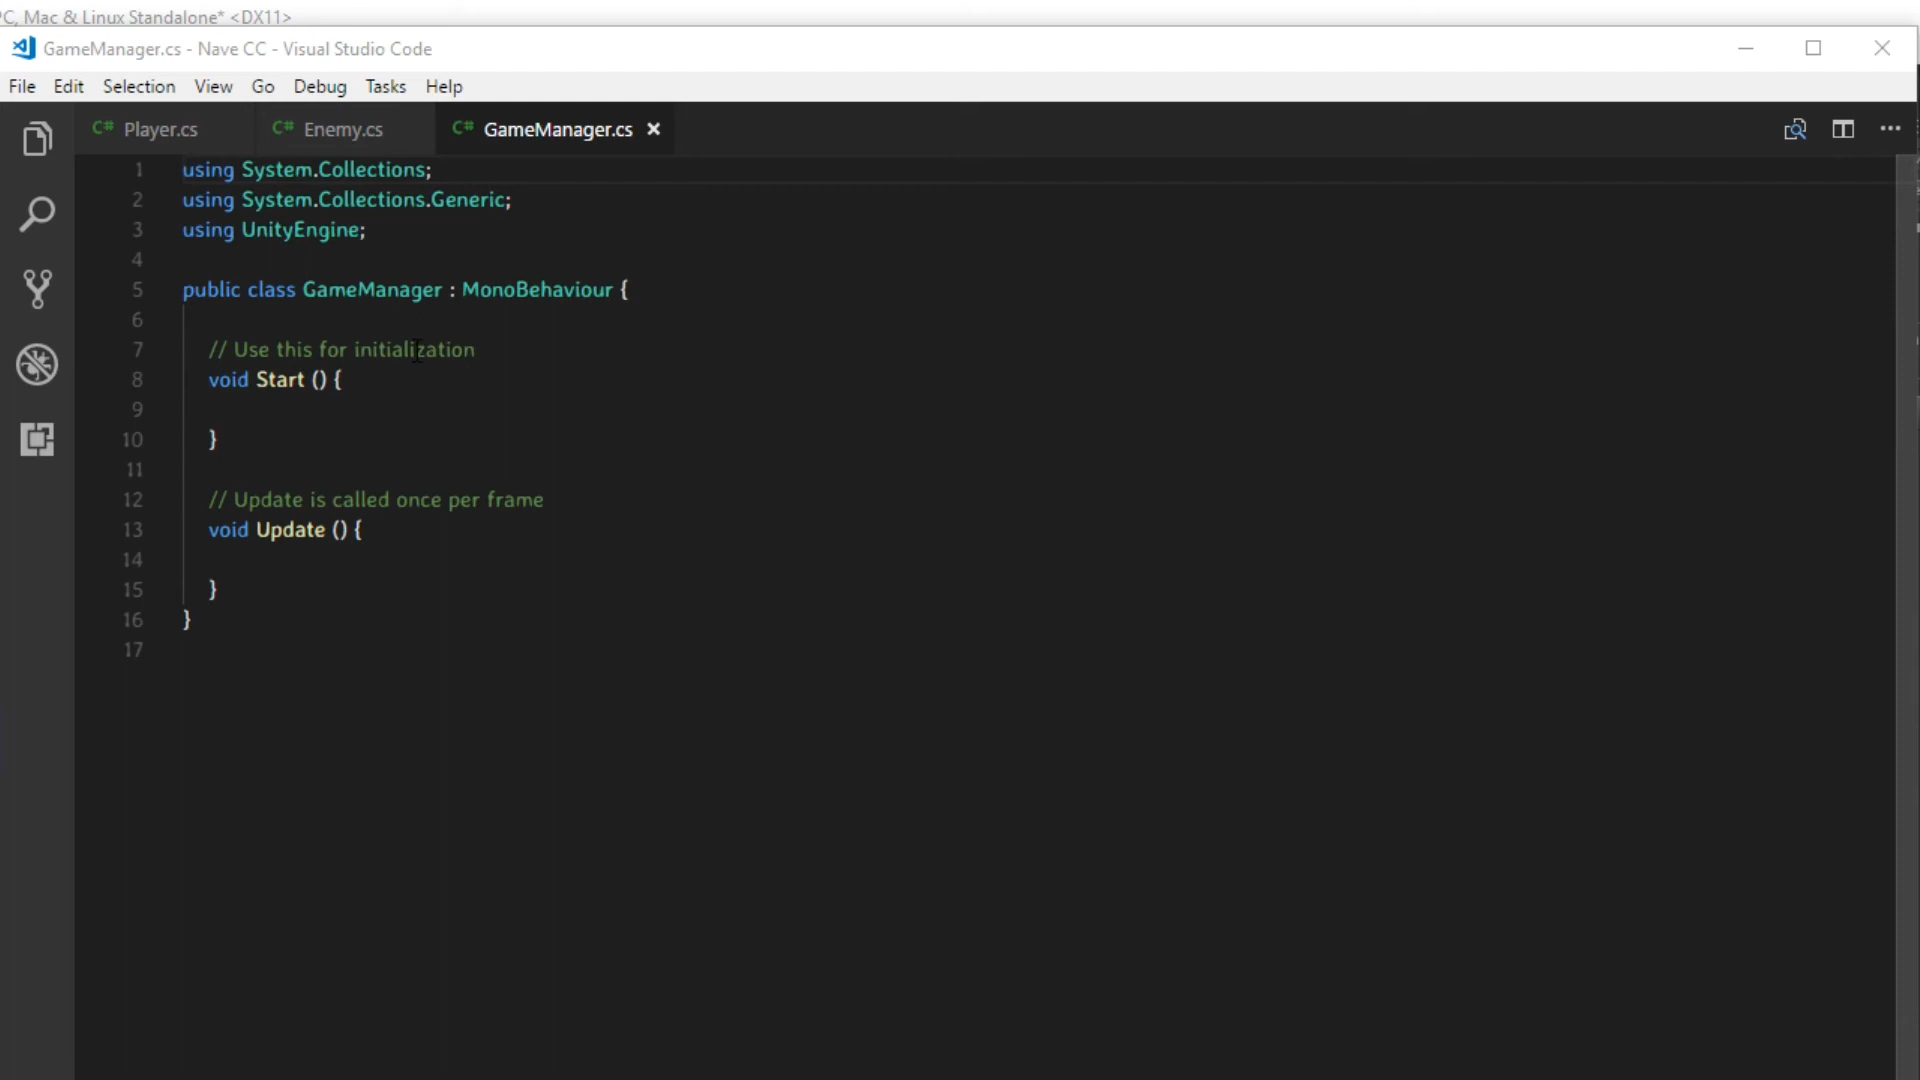 C, Mac & Linux Standalone* <DX11>
GameManager.cs - Nave CC - Visual Studio Code
File Edit Selection View Go Debug Tasks Help
C# Player.cs C# Enemy.cs C# GameManager.cs
1 using System.Collections;
2 using System.Collections.Generic;
3 using UnityEngine;
4
5 public class GameManager : MonoBehaviour {
6
7 // Use this for initialization
8 void Start () {
9
10 }
11
12 // Update is called once per frame
13 void Update () {
14
15 }
16 }
17